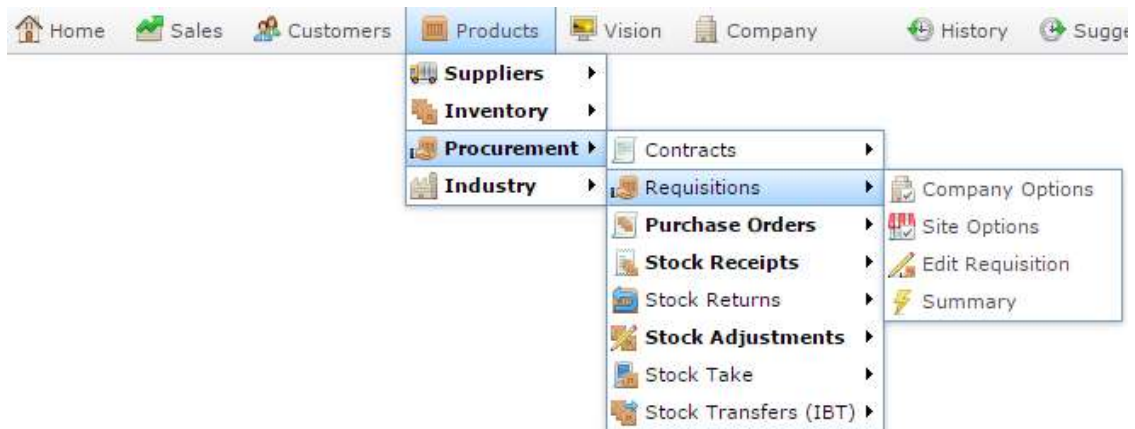 Home Sales Customers Products Vision Company History Sugge
Suppliers
Inventory
Procurement Contracts
Industry Requisitions Company Options
Purchase Orders Site Options
Stock Receipts Edit Requisition
Stock Returns Summary
Stock Adjustments
Stock Take
Stock Transfers (IBT)